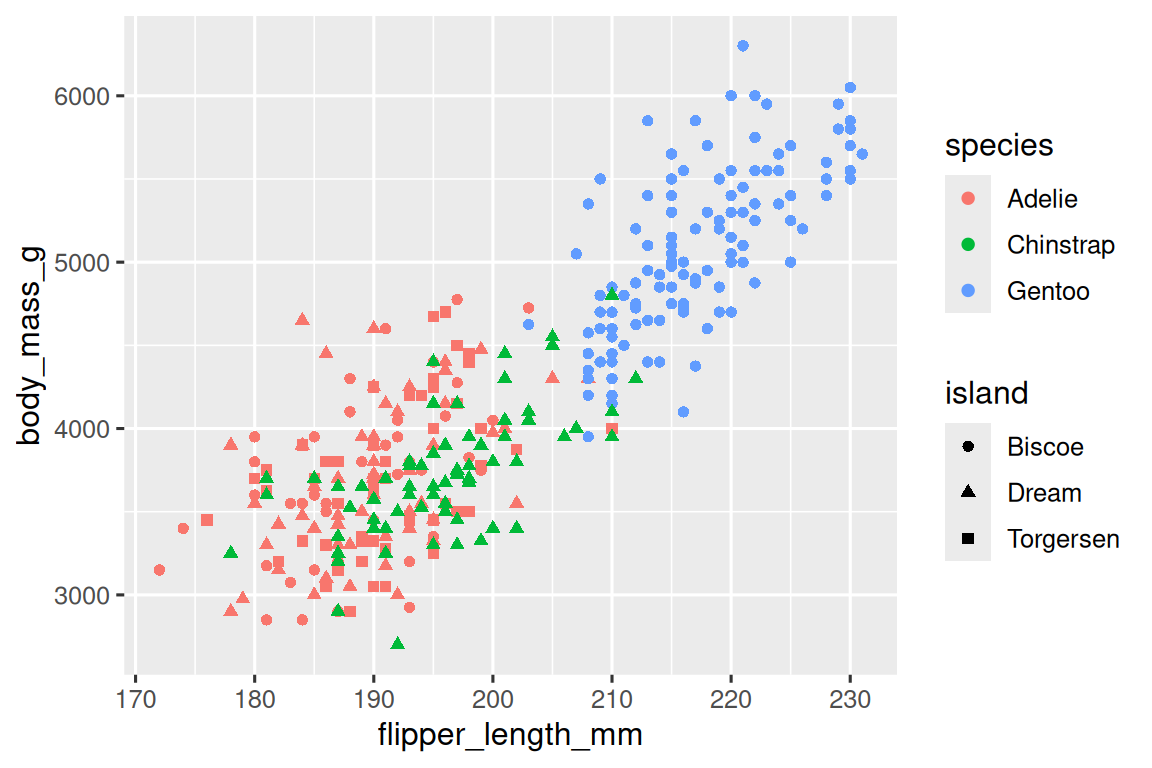 body_mass_g
6000
5000
4000
3000
170 180 190 200 210 220 230
flipper_length_mm
species
Adelie
Chinstrap
Gentoo
island
Biscoe
Dream
Torgersen